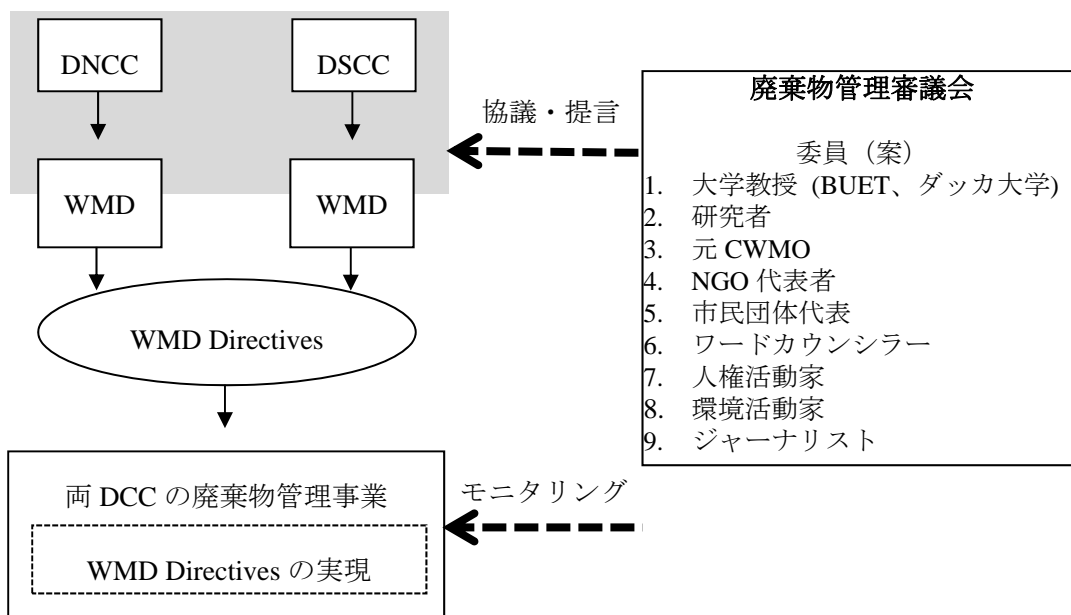 DNCC
DSCC
WMD
WMD
WMD Directives
両 DCC の廃棄物管理事業
WMD Directives の実現
協議・提言
モニタリング
廃棄物管理審議会
委員（案）
1. 大学教授 (BUET、ダッカ大学)
2. 研究者
3. 元 CWMO
4. NGO 代表者
5. 市民団体代表
6. ワードカウンシラー
7. 人権活動家
8. 環境活動家
9. ジャーナリスト